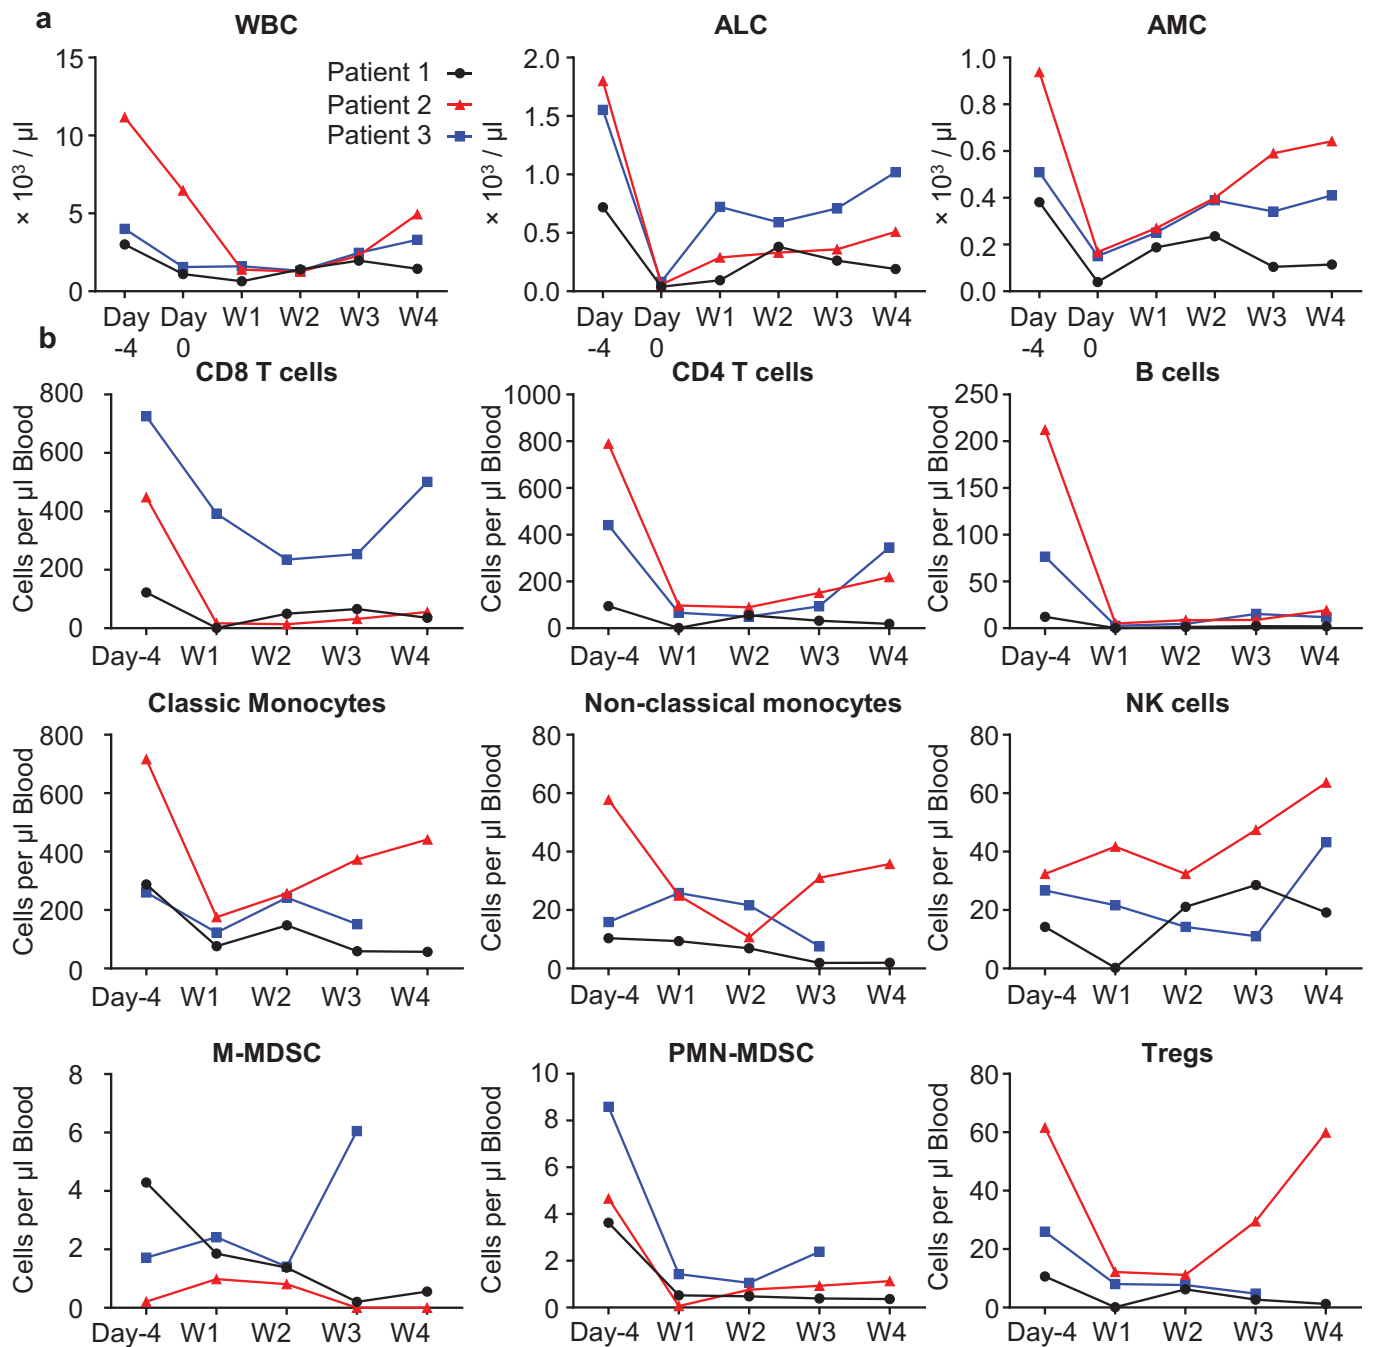 a
WBC
ALC
AMC
15
10
5
0
× 10³ / µl
Patient 1
Patient 2
Patient 3
Day -4
Day 0
W1
W2
W3
W4
2.0
1.5
1.0
0.5
0.0
× 10³ / µl
Day -4
Day 0
W1
W2
W3
W4
1.0
0.8
0.6
0.4
0.2
0.0
× 10³ / µl
Day -4
Day 0
W1
W2
W3
W4
b
CD8 T cells
800
600
400
200
0
Cells per µl Blood
Day-4 W1 W2 W3 W4
CD4 T cells
1000
800
600
400
200
0
Cells per µl Blood
Day-4 W1 W2 W3 W4
B cells
250
200
150
100
50
0
Cells per µl Blood
Day-4 W1 W2 W3 W4
Classic Monocytes
800
600
400
200
0
Cells per µl Blood
Day-4 W1 W2 W3 W4
Non-classical monocytes
80
60
40
20
0
Cells per µl Blood
Day-4 W1 W2 W3 W4
NK cells
80
60
40
20
0
Cells per µl Blood
Day-4 W1 W2 W3 W4
M-MDSC
8
6
4
2
0
Cells per µl Blood
Day-4 W1 W2 W3 W4
PMN-MDSC
10
8
6
4
2
0
Cells per µl Blood
Day-4 W1 W2 W3 W4
Tregs
80
60
40
20
0
Cells per µl Blood
Day-4 W1 W2 W3 W4